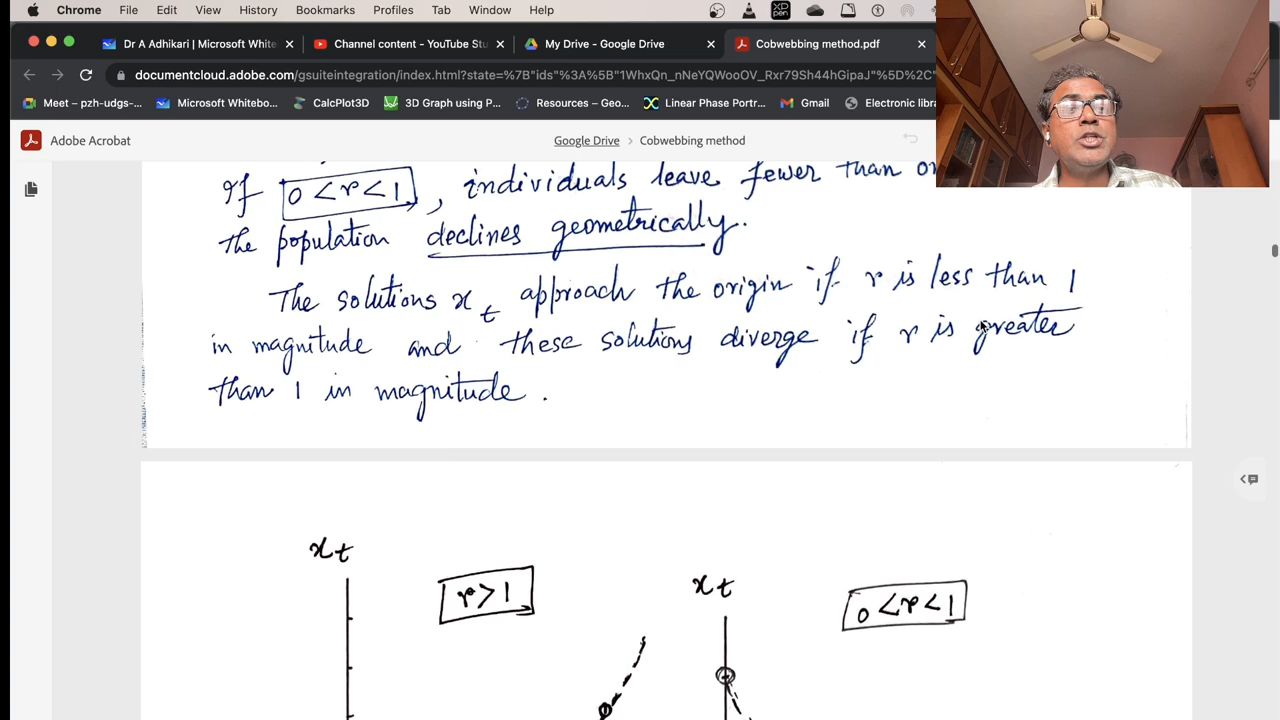 Chrome File Edit View History Bookmarks Profiles Tab Window Help
Dr A Adhikari | Microsoft White
Channel content - YouTube Stu
My Drive - Google Drive
Cobwebbing method.pdf
documentcloud.adobe.com/gsuiteintegration/index.html?state=%7B"ids"%3A%5B"1WhxQn_nNeYQWooOV_Rxr79Sh44hGipaJ"%5D%2C"
Meet – pzh-udgs-... Microsoft Whitebo... CalcPlot3D 3D Graph using P... Resources – Geo... Linear Phase Portr... Gmail Electronic libra
Adobe Acrobat
Google Drive > Cobwebbing method
If 0 < r < 1, individuals leave fewer than
the population declines geometrically.
The solutions x_t approach the origin if r is less than 1
in magnitude and these solutions diverge if r is greater
than 1 in magnitude.
x_t
r > 1
x_t
0 < r < 1